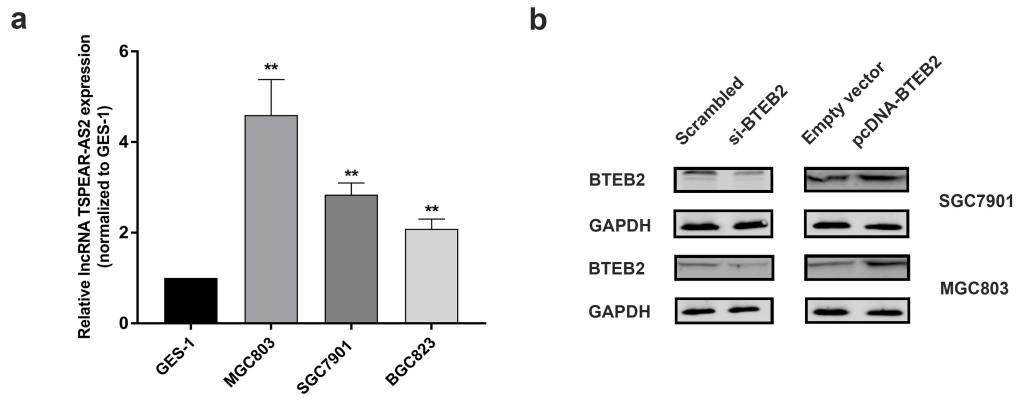 a
Relative lncRNA TSPEAR-AS2 expression
(normalized to GES-1)
6
4
2
0
**
**
**
GES-1
MGC803
SGC7901
BGC823
b
Scrambled
si-BTEB2
Empty vector
pcDNA-BTEB2
BTEB2
GAPDH
SGC7901
BTEB2
GAPDH
MGC803